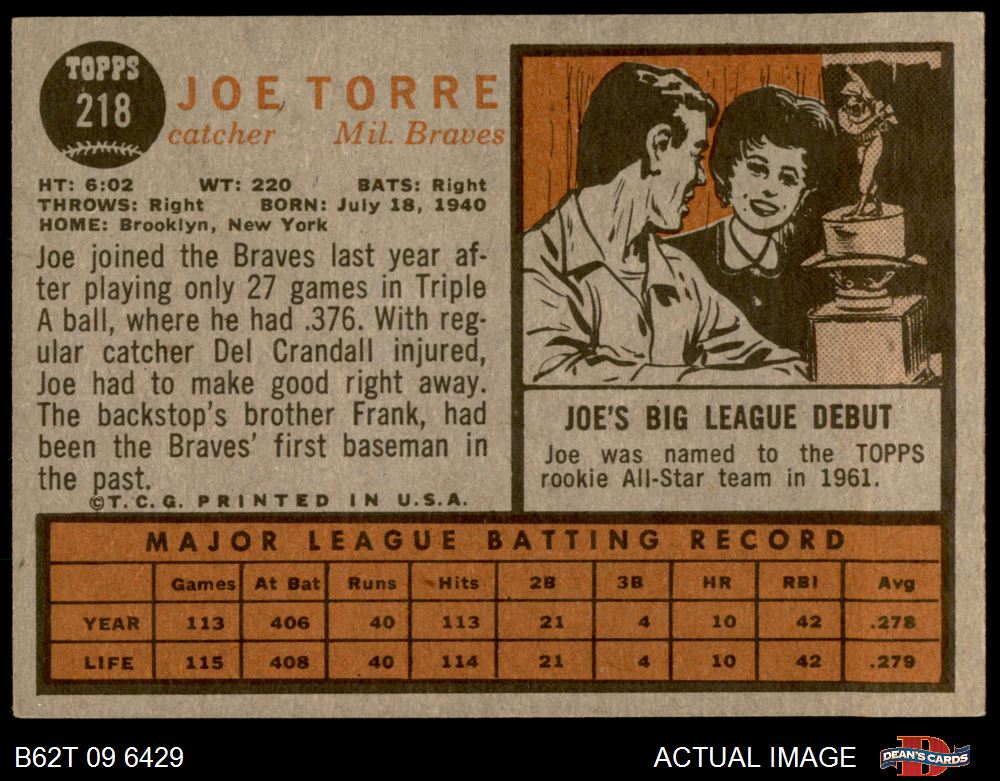 TOPPS
218
JOE TORRE
catcher Mil. Braves
HT: 6:02 WT: 220 BATS: Right
THROWS: Right BORN: July 18, 1940
HOME: Brooklyn, New York
Joe joined the Braves last year af-
ter playing only 27 games in Triple
A ball, where he had .376. With reg-
ular catcher Del Crandall injured,
Joe had to make good right away.
The backstop's brother Frank, had
been the Braves' first baseman in
the past.
©T.C.G. PRINTED IN U.S.A.
JOE'S BIG LEAGUE DEBUT
Joe was named to the TOPPS
rookie All-Star team in 1961.
MAJOR LEAGUE BATTING RECORD
Games At Bat Runs Hits 2B 3B HR RBI Avg
YEAR 113 406 40 113 21 4 10 42 .278
LIFE 115 408 40 114 21 4 10 42 .279
B62T 09 6429
ACTUAL IMAGE
DEAN'S CARDS